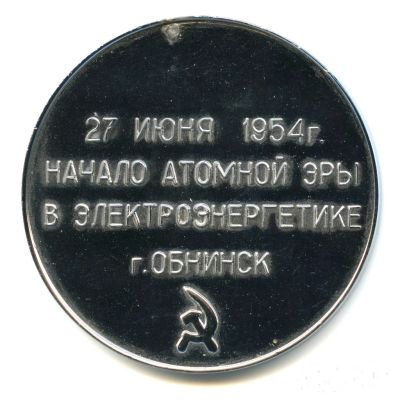 27 ИЮНЯ 1954г.
НАЧАЛО АТОМНОЙ ЭРЫ
В ЭЛЕКТРОЭНЕРГЕТИКЕ
г.ОБНИНСК